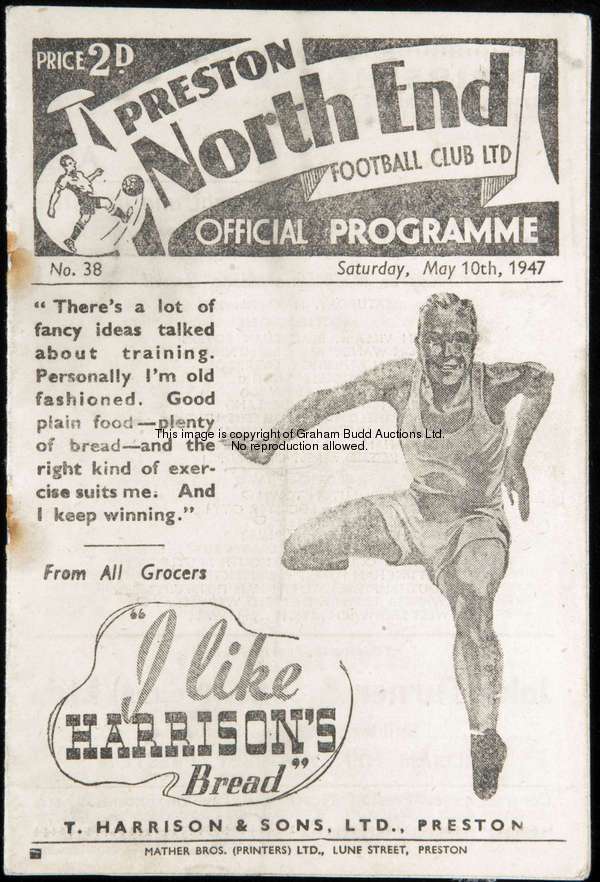 PRICE 2D
PRESTON
North End
FOOTBALL CLUB LTD
OFFICIAL PROGRAMME
No. 38
Saturday, May 10th, 1947
“There's a lot of
fancy ideas talked
about training.
Personally I'm old
fashioned. Good
plain food—plenty
of bread—and the
right kind of exer-
cise suits me. And
I keep winning.”
This image is copyright of Graham Budd Auctions Ltd.
No reproduction allowed.
From All Grocers
“I like
HARRISON'S
Bread”
T. HARRISON & SONS, LTD., PRESTON
MATHER BROS. (PRINTERS) LTD., LUNE STREET, PRESTON